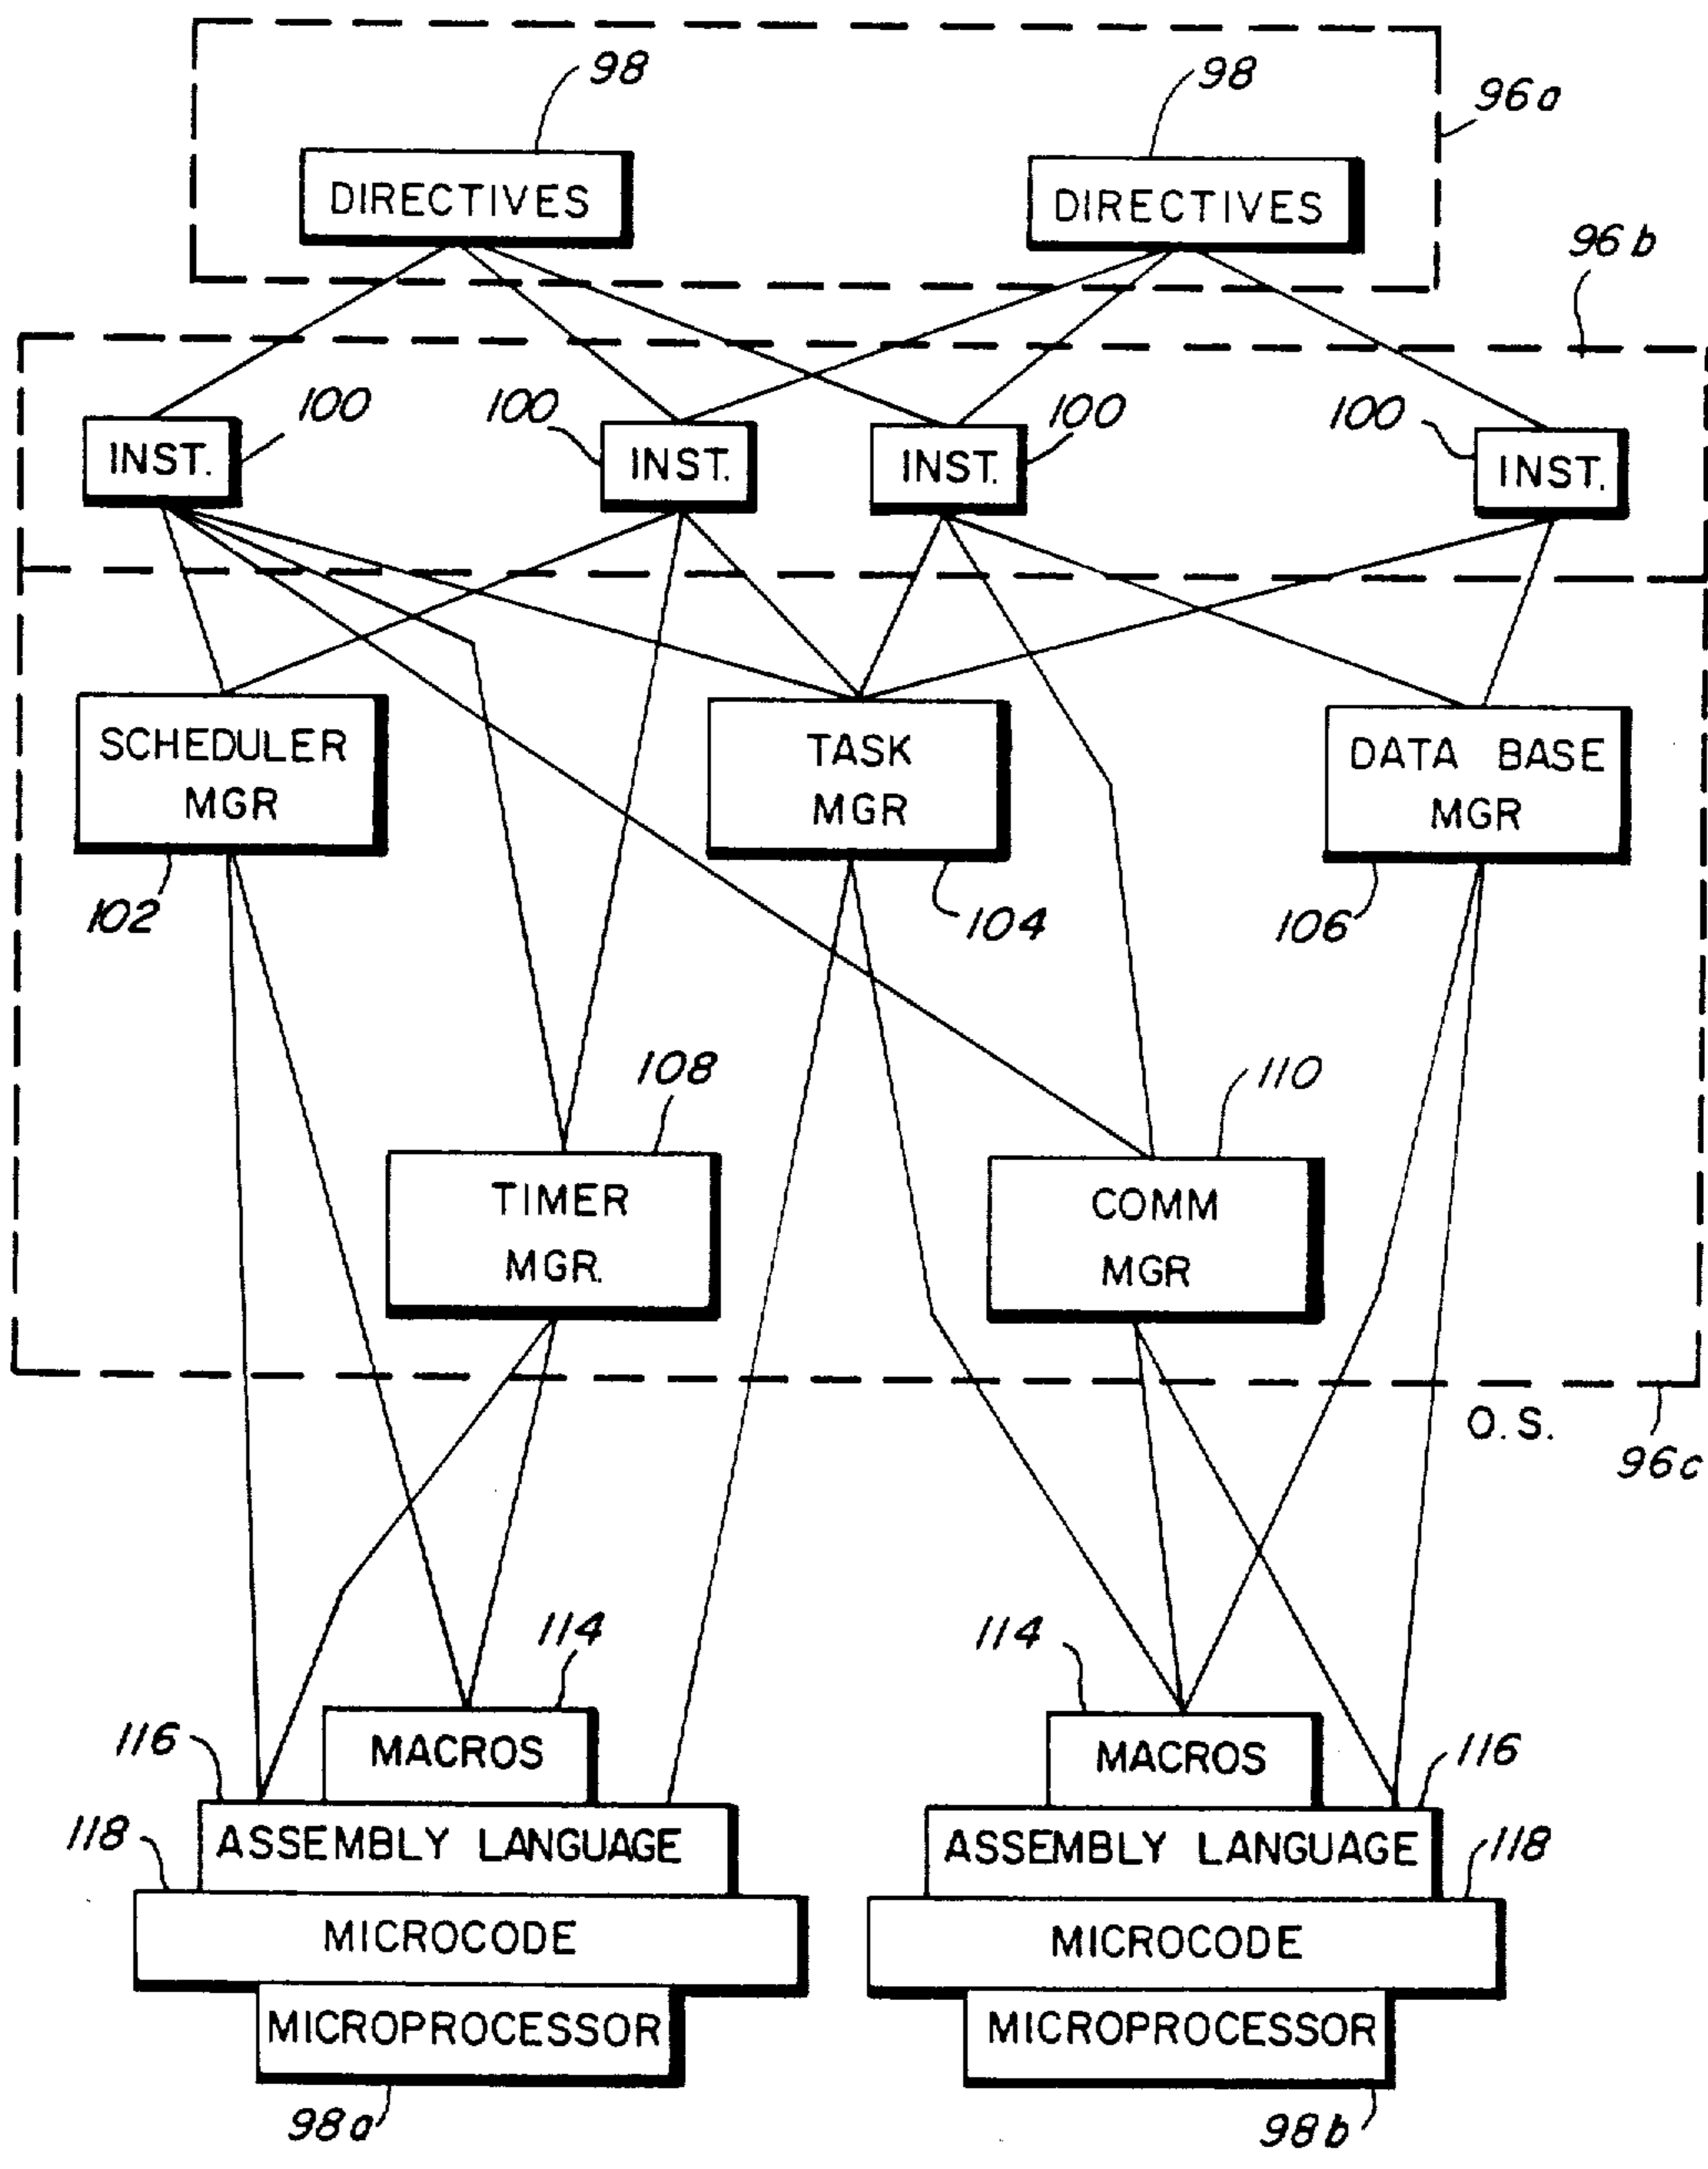 98
98
96a
DIRECTIVES
DIRECTIVES
96b
100
100
100
100
INST.
INST.
INST.
INST.
SCHEDULER
MGR
TASK
MGR
DATA BASE
MGR
102
104
106
108
110
TIMER
MGR.
COMM
MGR
O.S.
96c
114
114
116
MACROS
MACROS
116
118
ASSEMBLY LANGUAGE
ASSEMBLY LANGUAGE
118
MICROCODE
MICROCODE
MICROPROCESSOR
MICROPROCESSOR
98a
98b